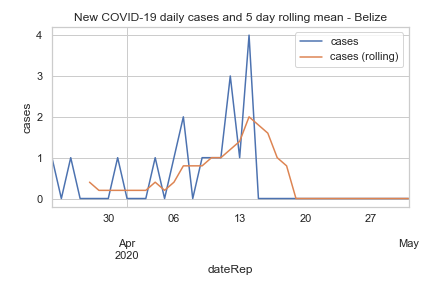 New COVID-19 daily cases and 5 day rolling mean - Belize
cases
cases (rolling)
4
3
2
1
0
cases
30
06
13
20
27
Apr
2020
May
dateRep